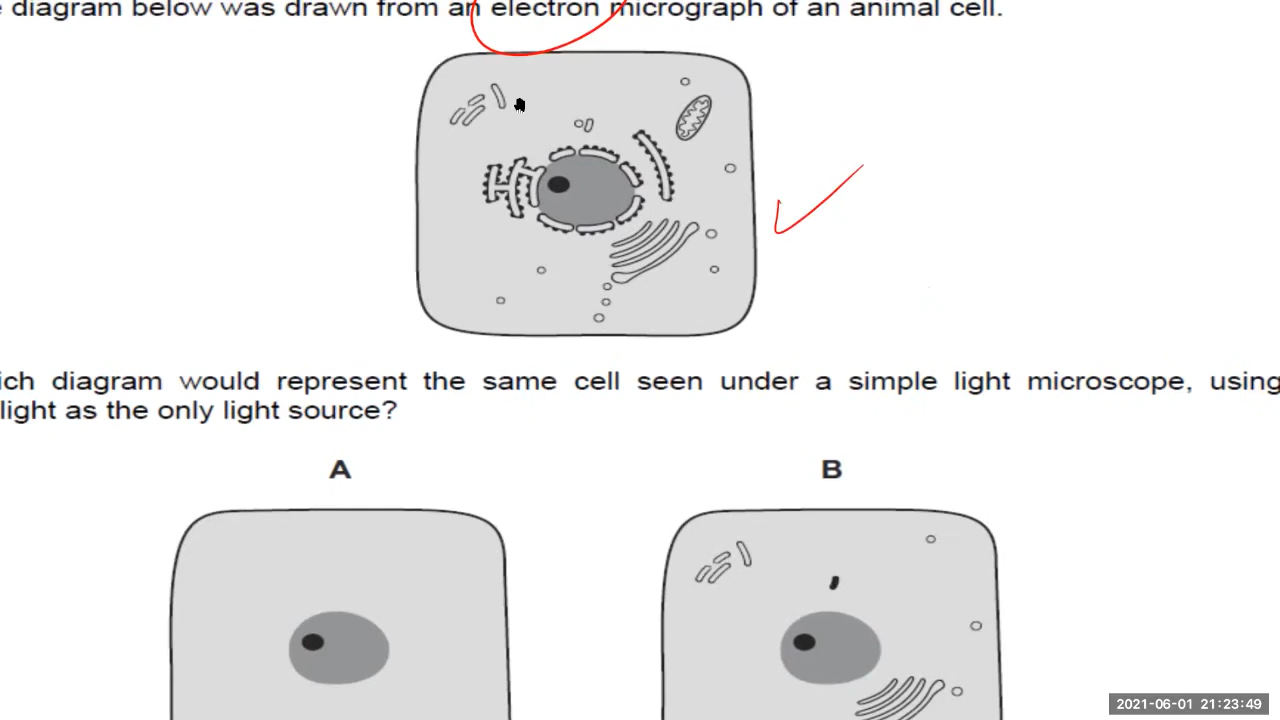 diagram below was drawn from an electron micrograph of an animal cell.
ich diagram would represent the same cell seen under a simple light microscope, using
light as the only light source?
A
B
2021-06-01 21:23:49